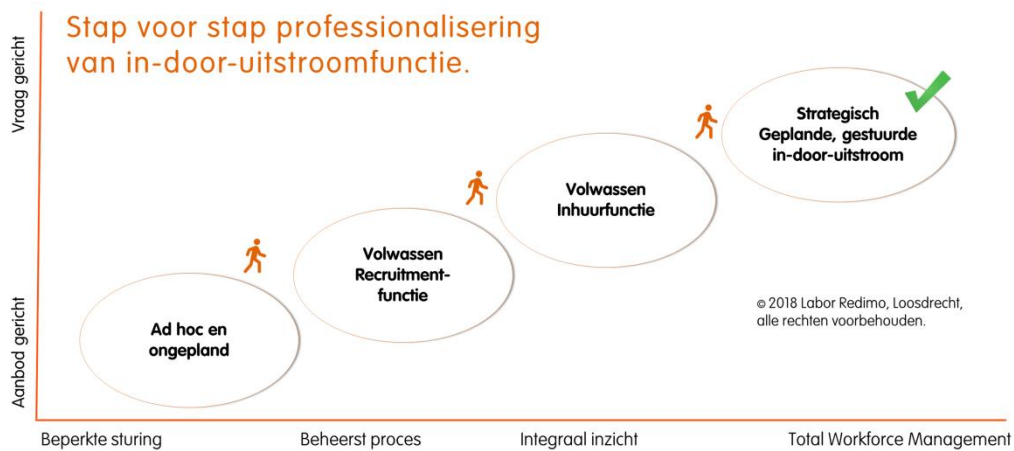 Stap voor stap professionalisering
van in-door-uitstroomfunctie.
Vraag gericht
Aanbod gericht
Strategisch
Geplande, gestuurde
in-door-uitstroom
Volwassen
Inhuurfunctie
Volwassen
Recruitment-
functie
Ad hoc en
ongepland
© 2018 Labor Redimo, Loosdrecht,
alle rechten voorbehouden.
Beperkte sturing
Beheerst proces
Integraal inzicht
Total Workforce Management